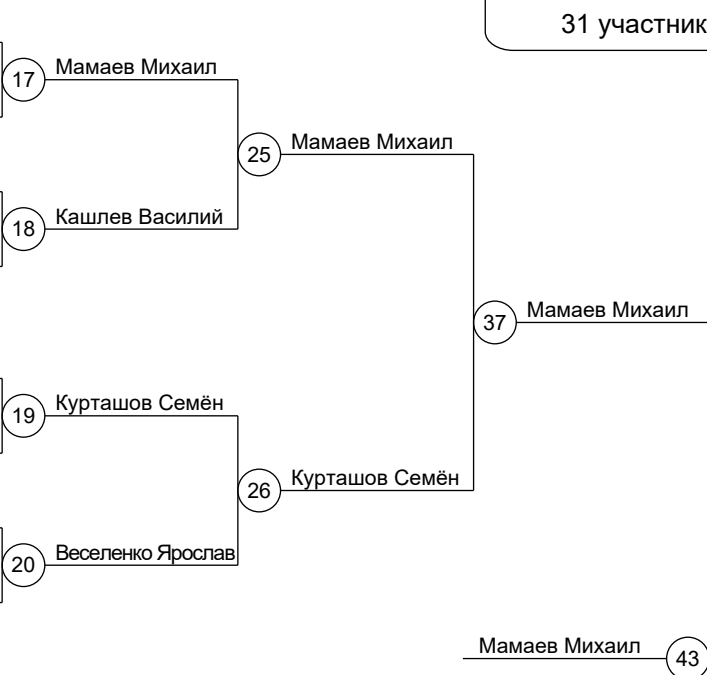 31 участник
17 Мамаев Михаил
25 Мамаев Михаил
18 Кашлев Василий
37 Мамаев Михаил
19 Курташов Семён
26 Курташов Семён
20 Веселенко Ярослав
Мамаев Михаил 43